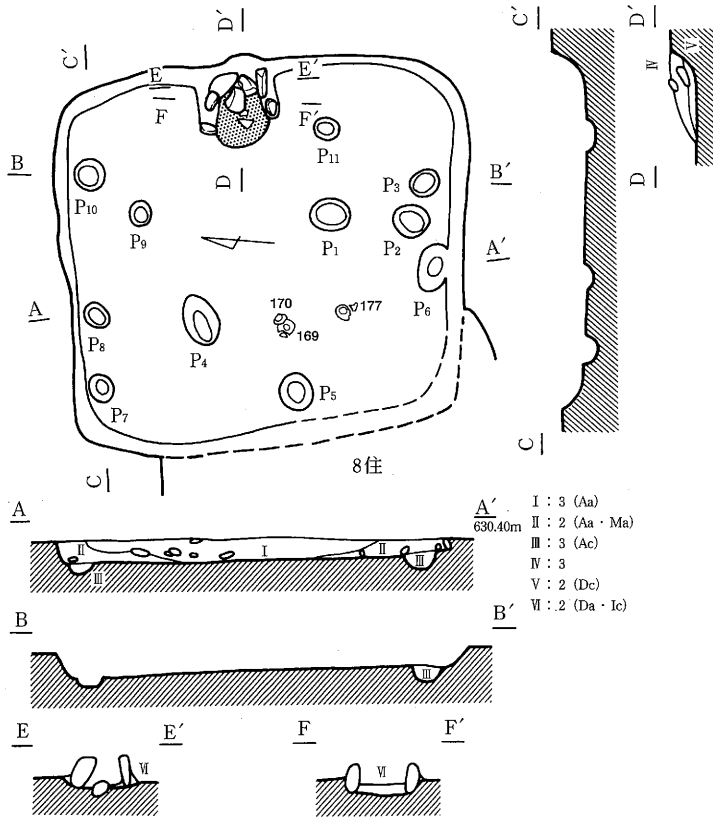 D′
C′
E
E′
F
F′
P11
B
B′
P10
P3
D
P9
P1
P2
A′
P6
170
177
A
169
P8
P4
P7
P5
8住
C
C′
D′
V
Ⅳ
D
C
A
A′
630.40m
Ⅱ
Ⅰ
Ⅱ
Ⅲ
Ⅲ
Ⅰ : 3 (Aa)
Ⅱ : 2 (Aa・Ma)
Ⅲ : 3 (Ac)
Ⅳ : 3
Ⅴ : 2 (Dc)
Ⅵ : 2 (Da・Ic)
B
B′
Ⅲ
E
E′
Ⅵ
F
F′
Ⅵ